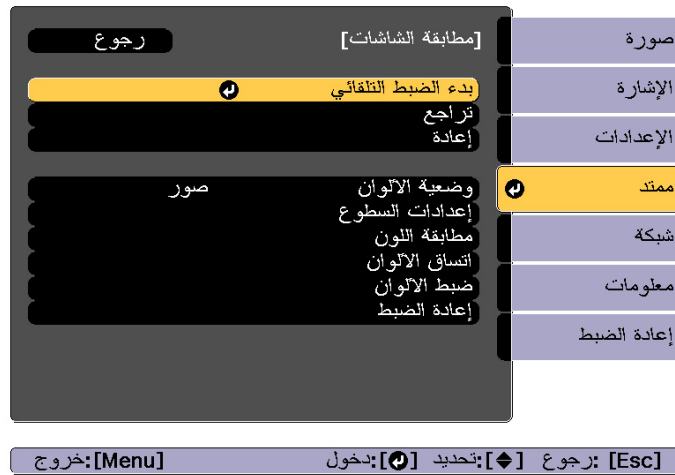 [مطابقة الشاشات] رجوع
بدء الضبط التلقائي
تراجع
إعادة
وضعية الألوان صور
إعدادات السطوع
مطابقة اللون
اتساق الألوان
ضبط الألوان
إعادة الضبط
صورة
الإشارة
الإعدادات
ممتد
شبكة
معلومات
إعادة الضبط
[Esc] :رجوع [◆]:تحديد [↵]:دخول [Menu]:خروج